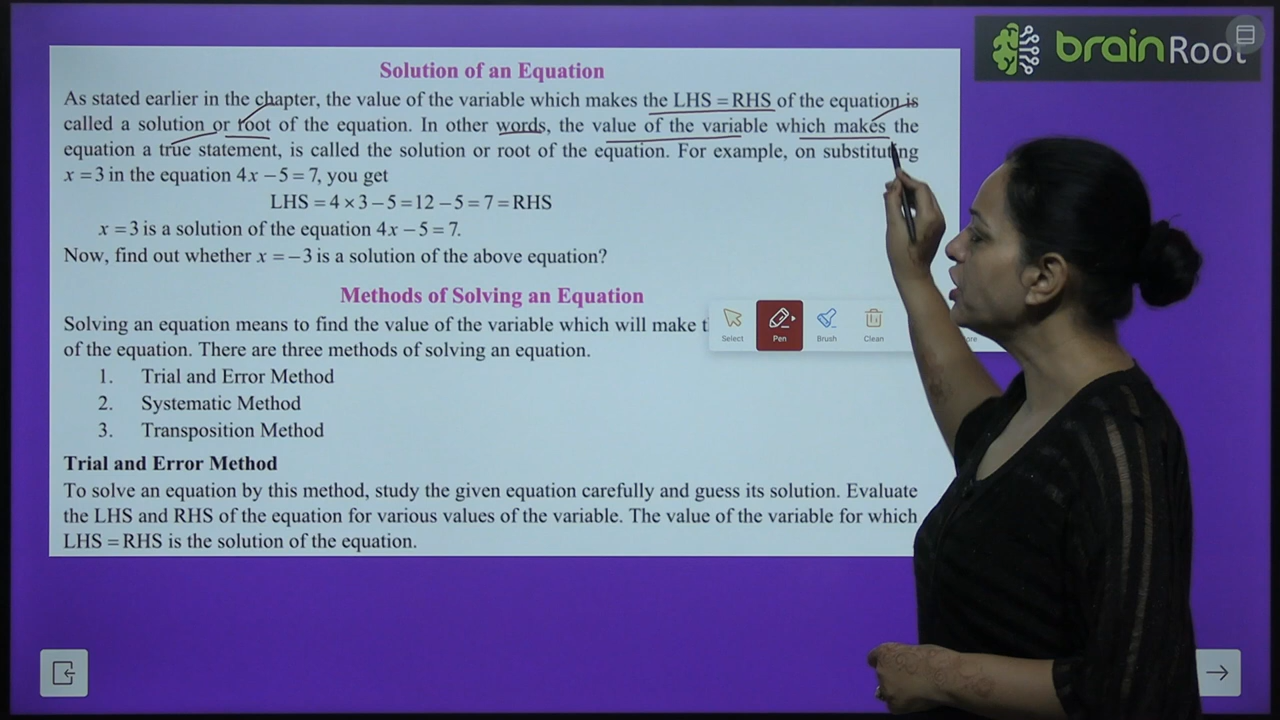 brainRoot
Solution of an Equation
As stated earlier in the chapter, the value of the variable which makes the LHS = RHS of the equation is
called a solution or root of the equation. In other words, the value of the variable which makes the
equation a true statement, is called the solution or root of the equation. For example, on substituting
x = 3 in the equation 4x − 5 = 7, you get
LHS = 4 × 3 − 5 = 12 − 5 = 7 = RHS
x = 3 is a solution of the equation 4x − 5 = 7.
Now, find out whether x = −3 is a solution of the above equation?
Methods of Solving an Equation
Solving an equation means to find the value of the variable which will make
of the equation. There are three methods of solving an equation.
1. Trial and Error Method
2. Systematic Method
3. Transposition Method
Select Pen Brush Clean
Trial and Error Method
To solve an equation by this method, study the given equation carefully and guess its solution. Evaluate
the LHS and RHS of the equation for various values of the variable. The value of the variable for which
LHS = RHS is the solution of the equation.